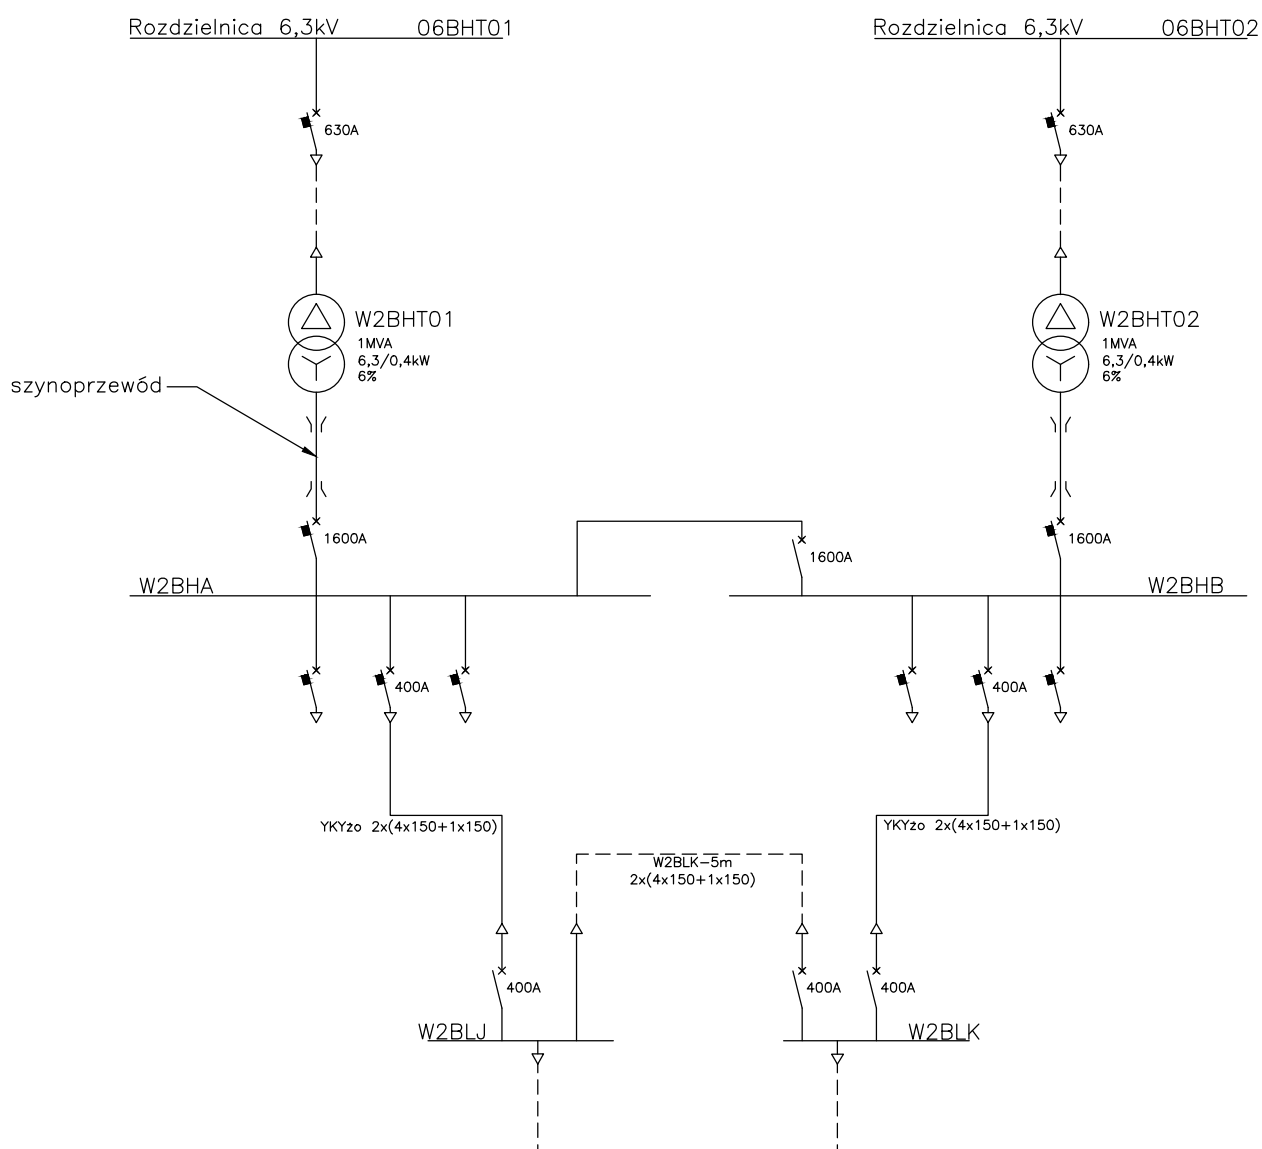 Rozdzielnica 6,3kV 06BHT01
Rozdzielnica 6,3kV 06BHT02
630A
630A
W2BHT01
1MVA
6,3/0,4kW
6%
W2BHT02
1MVA
6,3/0,4kW
6%
szynoprzewód
1600A
1600A
1600A
W2BHA
W2BHB
400A
400A
YKYżo 2x(4x150+1x150)
YKYżo 2x(4x150+1x150)
W2BLK-5m
2x(4x150+1x150)
400A
400A
400A
W2BLJ
W2BLK